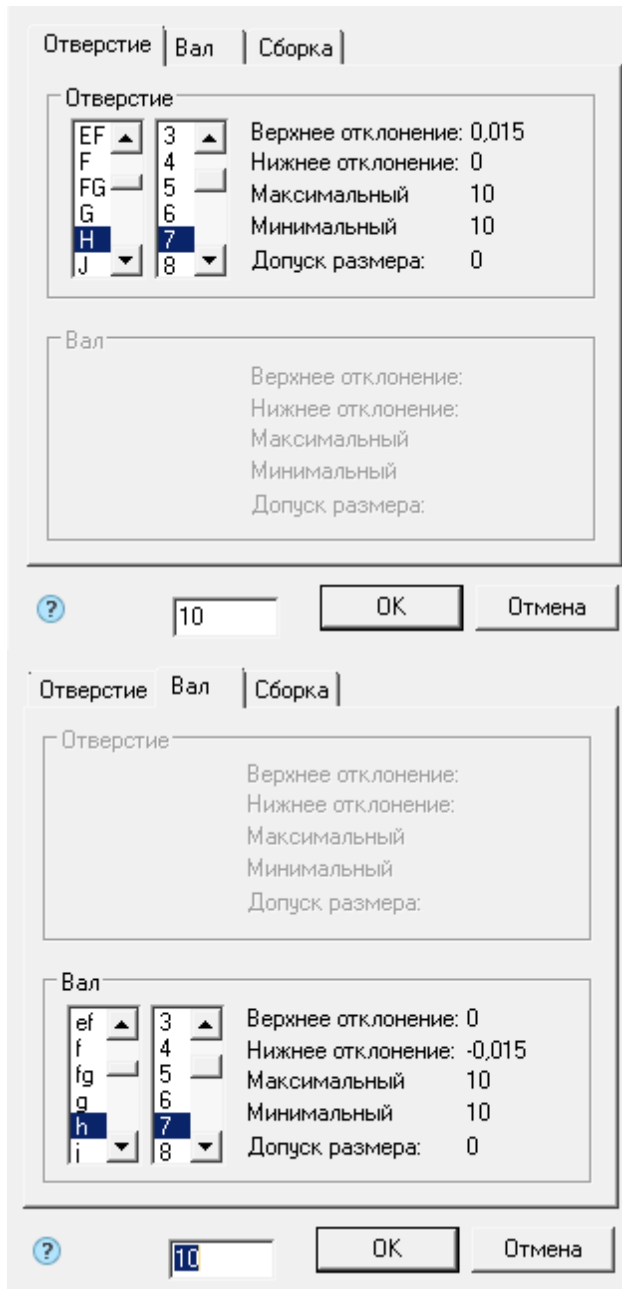 Отверстие Вал Сборка
Отверстие
EF 3 Верхнее отклонение: 0,015
F 4 Нижнее отклонение: 0
FG 5 Максимальный 10
G 6 Минимальный 10
H 7 Допуск размера: 0
J 8
Вал
Верхнее отклонение:
Нижнее отклонение:
Максимальный
Минимальный
Допуск размера:
? 10 OK Отмена
Отверстие Вал Сборка
Отверстие
Верхнее отклонение:
Нижнее отклонение:
Максимальный
Минимальный
Допуск размера:
Вал
ef 3 Верхнее отклонение: 0
f 4 Нижнее отклонение: -0,015
fg 5 Максимальный 10
g 6 Минимальный 10
h 7 Допуск размера: 0
8
? 10 OK Отмена